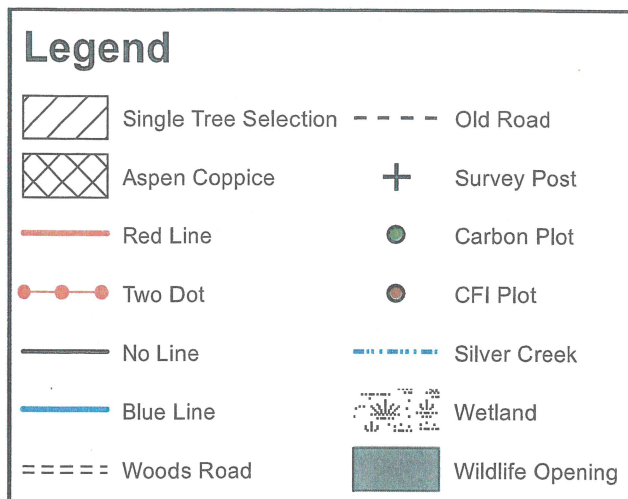 Legend
Single Tree Selection
Aspen Coppice
Red Line
Two Dot
No Line
Blue Line
Woods Road
Old Road
Survey Post
Carbon Plot
CFI Plot
Silver Creek
Wetland
Wildlife Opening